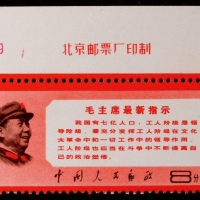 9
北京邮票厂印制
毛主席最新指示
我国有七亿人口，工人阶级是领
导阶级。要充分发挥工人阶级在文化
大革命中和一切工作中的领导作用。
工人阶级也应当在斗争中不断提高自
己的政治觉悟。
中国人民邮政 8分